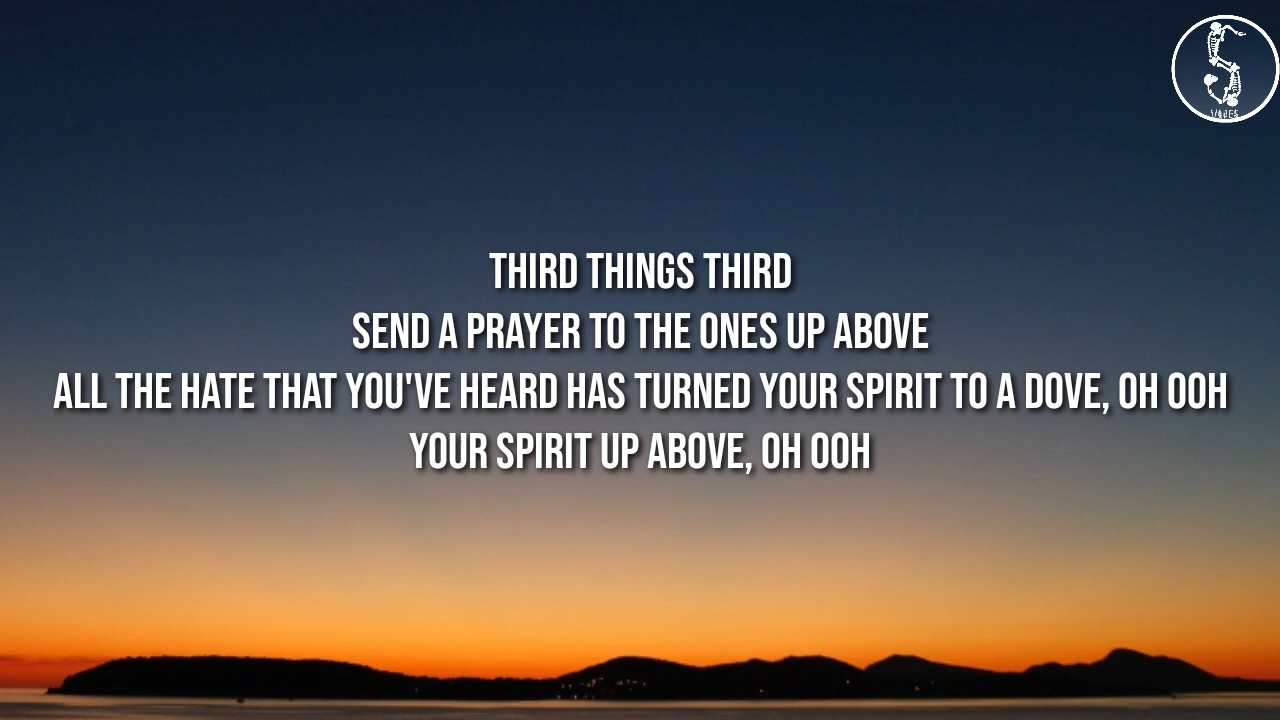 THIRD THINGS THIRD
SEND A PRAYER TO THE ONES UP ABOVE
ALL THE HATE THAT YOU'VE HEARD HAS TURNED YOUR SPIRIT TO A DOVE, OH OOH
YOUR SPIRIT UP ABOVE, OH OOH